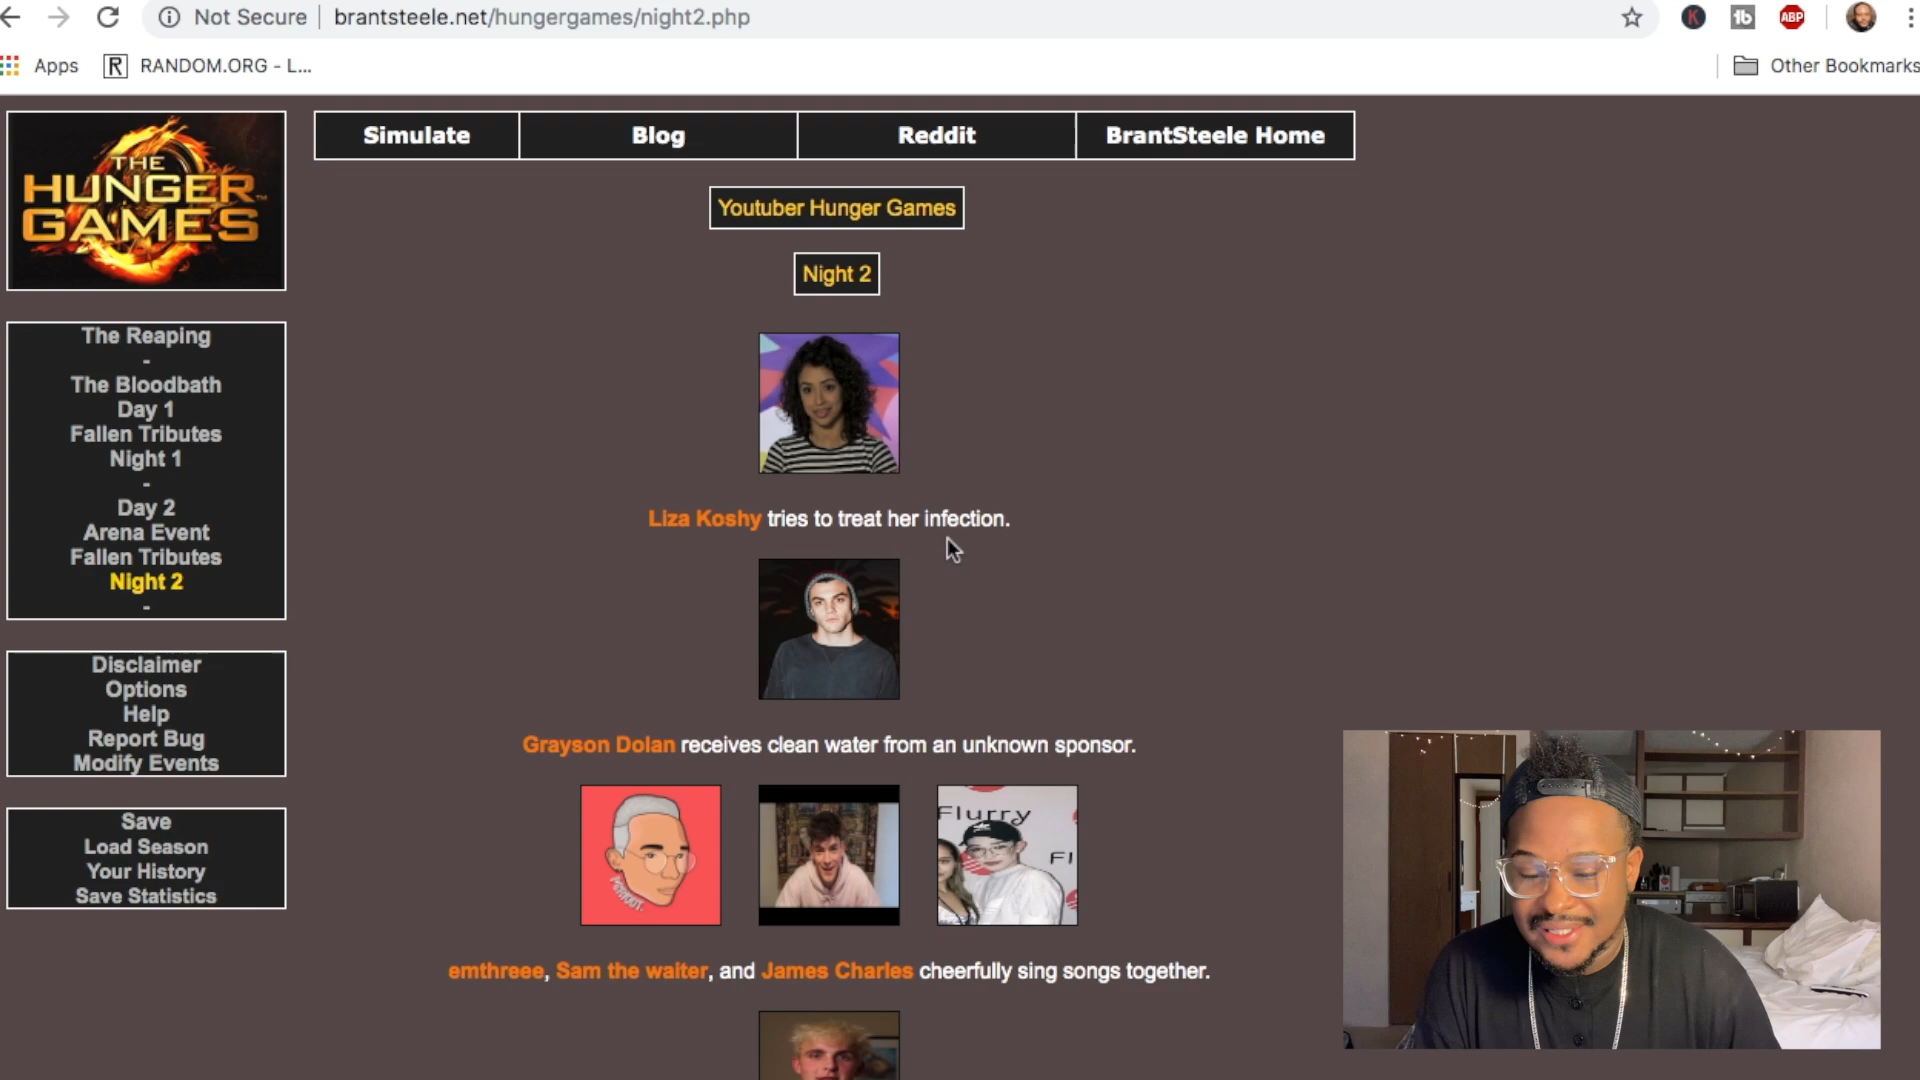 Not Secure | brantsteele.net/hungergames/night2.php
ABP
Apps
R RANDOM.ORG - L...
Other Bookmarks
THE
HUNGER
GAMES
Simulate
Blog
Reddit
BrantSteele Home
Youtuber Hunger Games
Night 2
The Reaping
-
The Bloodbath
Day 1
Fallen Tributes
Night 1
-
Day 2
Arena Event
Fallen Tributes
Night 2
-
Disclaimer
Options
Help
Report Bug
Modify Events
Save
Load Season
Your History
Save Statistics
Liza Koshy tries to treat her infection.
Grayson Dolan receives clean water from an unknown sponsor.
Flurry
Fl
emthreee, Sam the waiter, and James Charles cheerfully sing songs together.